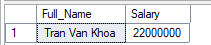 Full_Name Salary
1 Tran Van Khoa 22000000